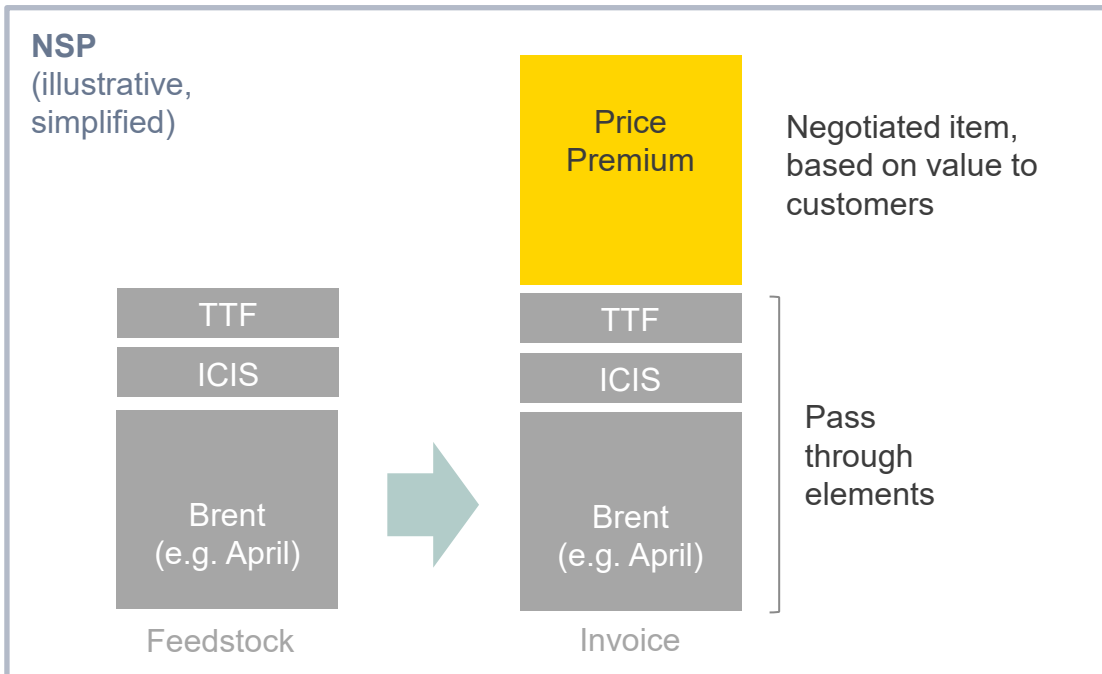 NSP
(illustrative,
simplified)
Price
Premium
Negotiated item,
based on value to
customers
TTF
ICIS
Brent
(e.g. April)
Feedstock
TTF
ICIS
Brent
(e.g. April)
Invoice
Pass
through
elements